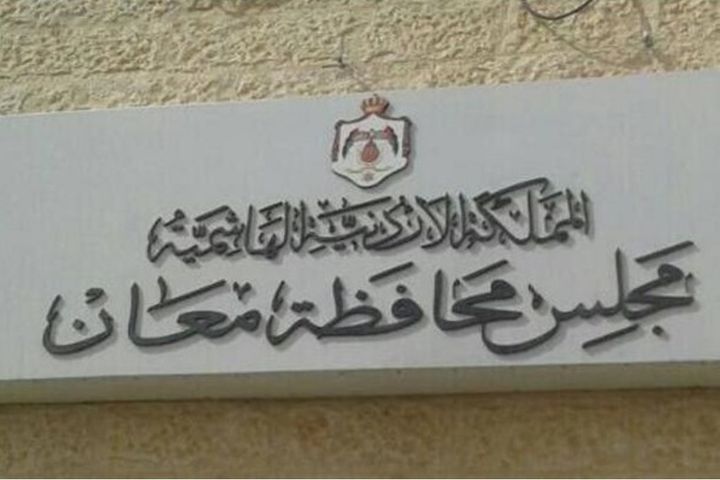 المملكة الأردنية الهاشمية
مجلس محافظة معان